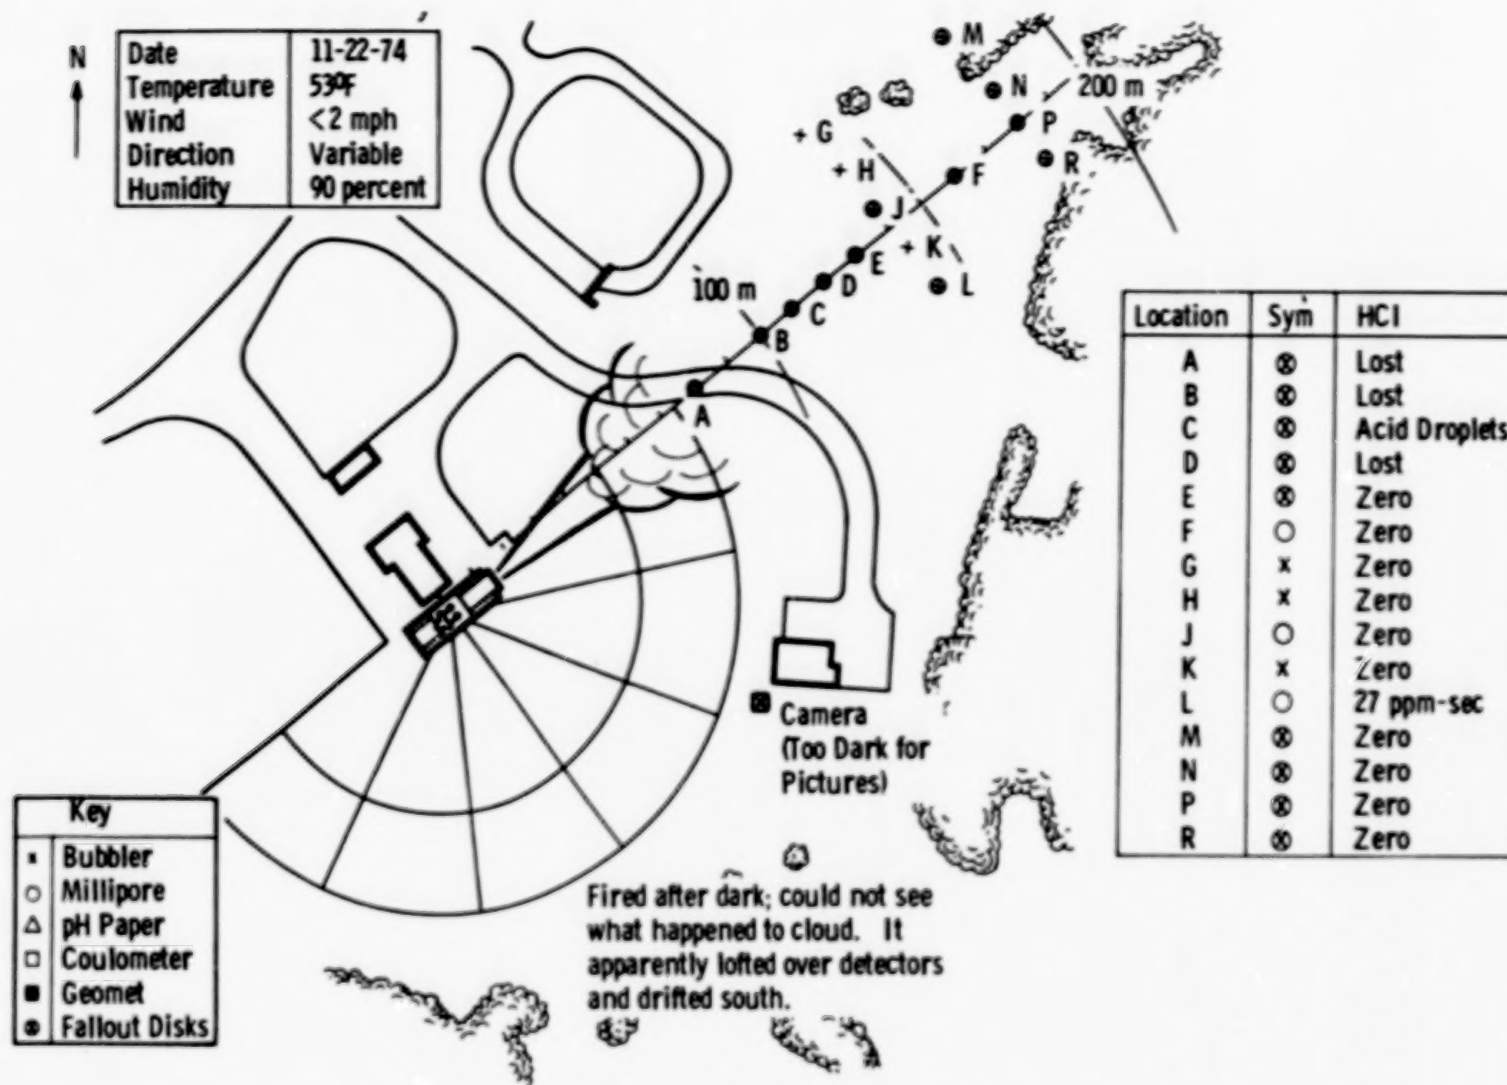 N
Date 11-22-74
Temperature 53°F
Wind <2 mph
Direction Variable
Humidity 90 percent
M
N
200 m
P
R
+ G
+ H
F
J
+ K
E
L
D
C
100 m
B
A
Location Sym HCl
A ⊗ Lost
B ⊗ Lost
C ⊗ Acid Droplets
D ⊗ Lost
E ⊗ Zero
F ○ Zero
G x Zero
H x Zero
J ○ Zero
K x Zero
L ○ 27 ppm-sec
M ⊗ Zero
N ⊗ Zero
P ⊗ Zero
R ⊗ Zero
Camera
(Too Dark for
Pictures)
Key
x Bubbler
○ Millipore
△ pH Paper
□ Coulometer
■ Geomet
⊗ Fallout Disks
Fired after dark; could not see
what happened to cloud. It
apparently lofted over detectors
and drifted south.